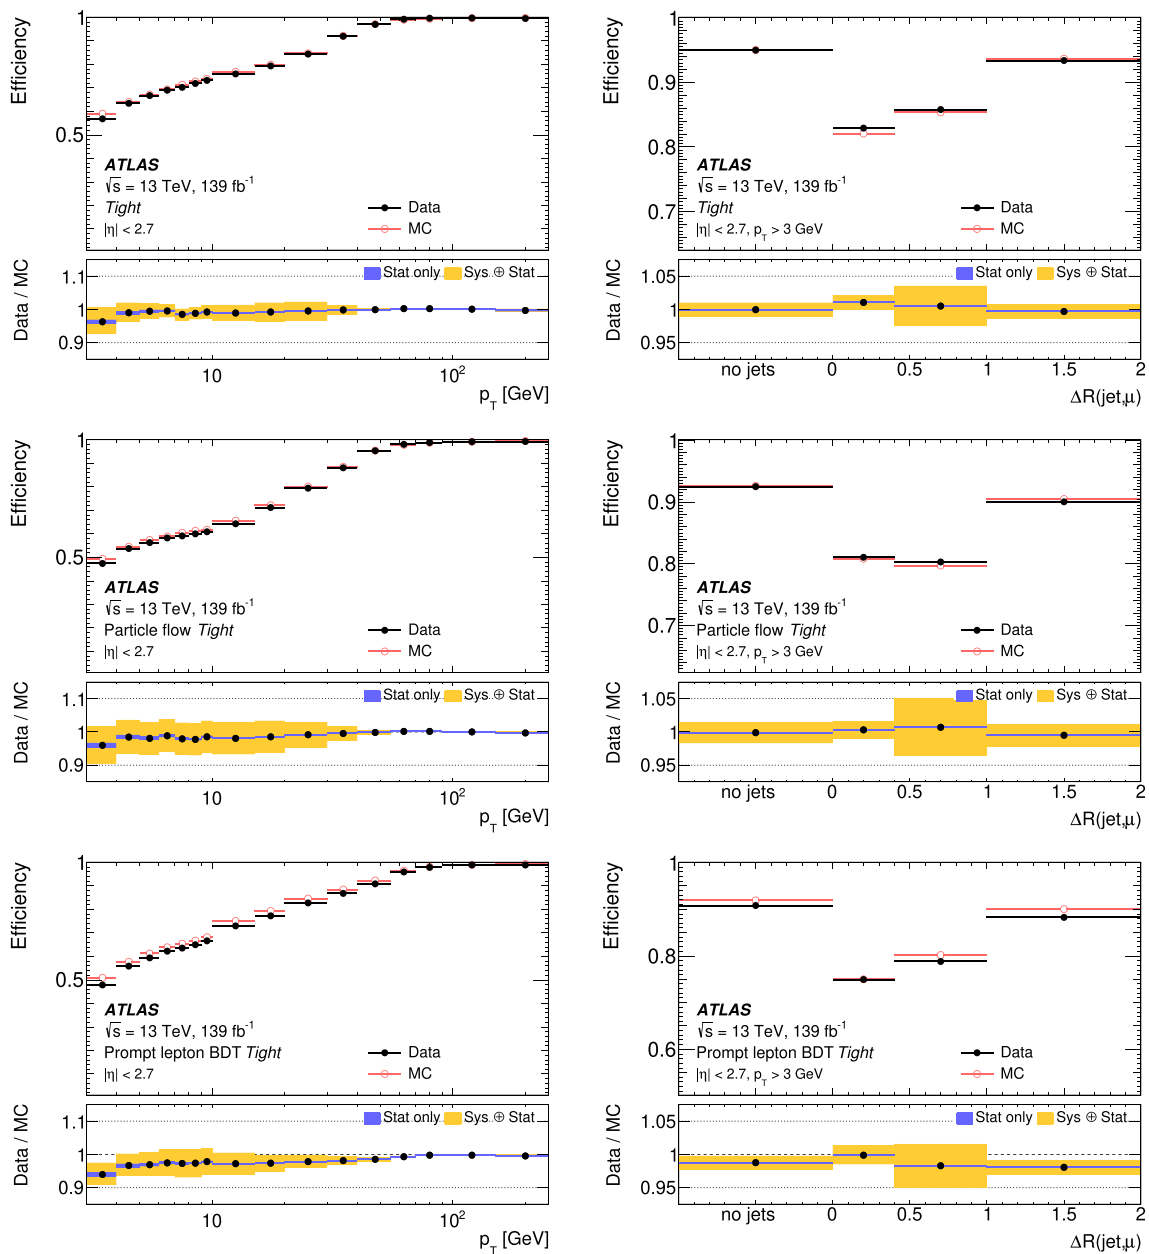 Efficiency
1
0.5
ATLAS
√s = 13 TeV, 139 fb⁻¹
Tight
|η| < 2.7
Data
MC
Data / MC
1.1
1
0.9
Stat only
Sys ⊕ Stat
10
10²
p_T [GeV]
Efficiency
1
0.9
0.8
0.7
ATLAS
√s = 13 TeV, 139 fb⁻¹
Tight
|η| < 2.7, p_T > 3 GeV
Data
MC
Data / MC
1.05
1
0.95
Stat only
Sys ⊕ Stat
no jets
0
0.5
1
1.5
2
ΔR(jet,μ)
Efficiency
1
0.5
ATLAS
√s = 13 TeV, 139 fb⁻¹
Particle flow Tight
|η| < 2.7
Data
MC
Data / MC
1.1
1
0.9
Stat only
Sys ⊕ Stat
10
10²
p_T [GeV]
Efficiency
1
0.9
0.8
0.7
ATLAS
√s = 13 TeV, 139 fb⁻¹
Particle flow Tight
|η| < 2.7, p_T > 3 GeV
Data
MC
Data / MC
1.05
1
0.95
Stat only
Sys ⊕ Stat
no jets
0
0.5
1
1.5
2
ΔR(jet,μ)
Efficiency
1
0.5
ATLAS
√s = 13 TeV, 139 fb⁻¹
Prompt lepton BDT Tight
|η| < 2.7
Data
MC
Data / MC
1.1
1
0.9
Stat only
Sys ⊕ Stat
10
10²
p_T [GeV]
Efficiency
1
0.8
0.6
ATLAS
√s = 13 TeV, 139 fb⁻¹
Prompt lepton BDT Tight
|η| < 2.7, p_T > 3 GeV
Data
MC
Data / MC
1.05
1
0.95
Stat only
Sys ⊕ Stat
no jets
0
0.5
1
1.5
2
ΔR(jet,μ)